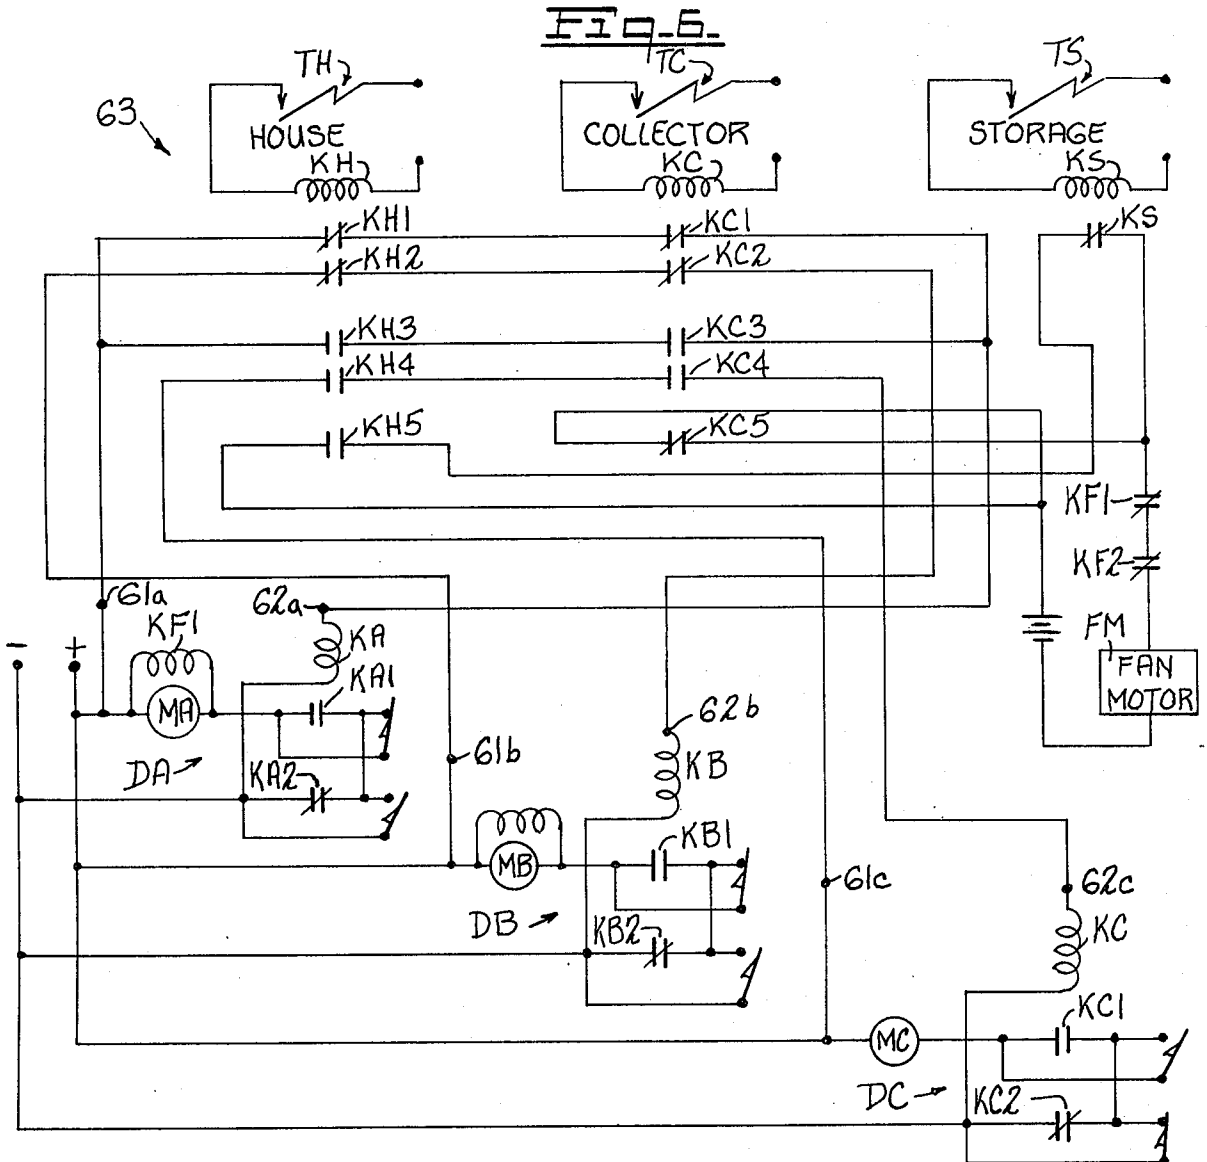 Fig.6.
TH
TC
TS
63
HOUSE
COLLECTOR
STORAGE
KH
KC
KS
KH1
KC1
KS
KH2
KC2
KH3
KC3
KH4
KC4
KH5
KC5
KF1
KF2
61a
62a
KF1
KA
FM
- +
KA1
FAN
MOTOR
MA
62b
DA
KA2
61b
KB
KB1
MB
61c
62c
DB
KB2
KC
KC1
MC
DC
KC2